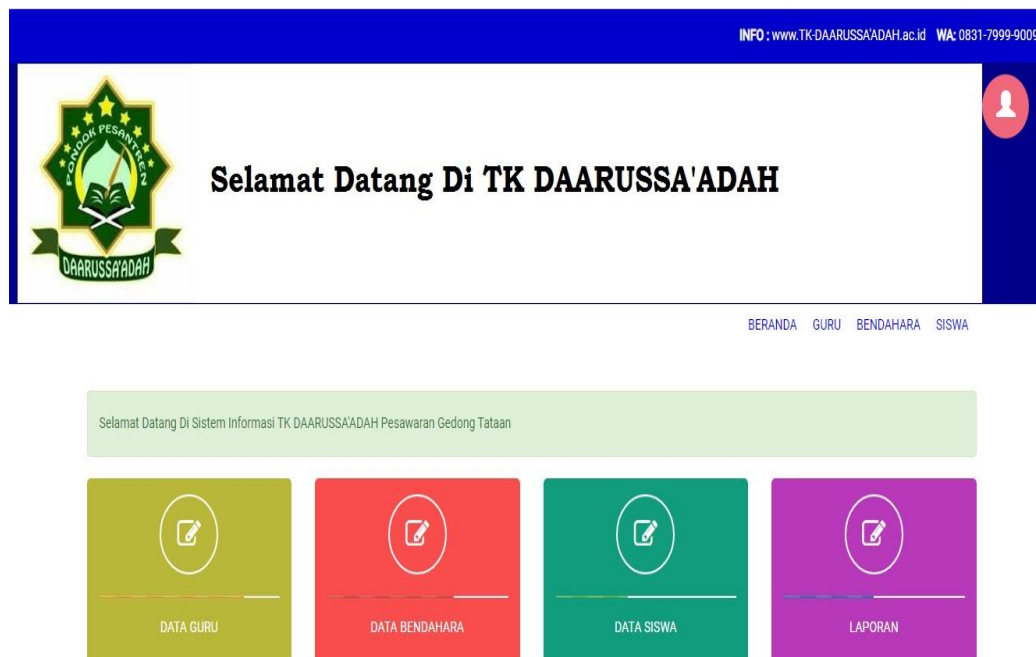 INFO : www.TK-DAARUSSA'ADAH.ac.id WA: 0831-7999-9009
PONDOK PESANTREN
DAARUSSA'ADAH
Selamat Datang Di TK DAARUSSA'ADAH
BERANDA GURU BENDAHARA SISWA
Selamat Datang Di Sistem Informasi TK DAARUSSA'ADAH Pesawaran Gedong Tataan
DATA GURU DATA BENDAHARA DATA SISWA LAPORAN